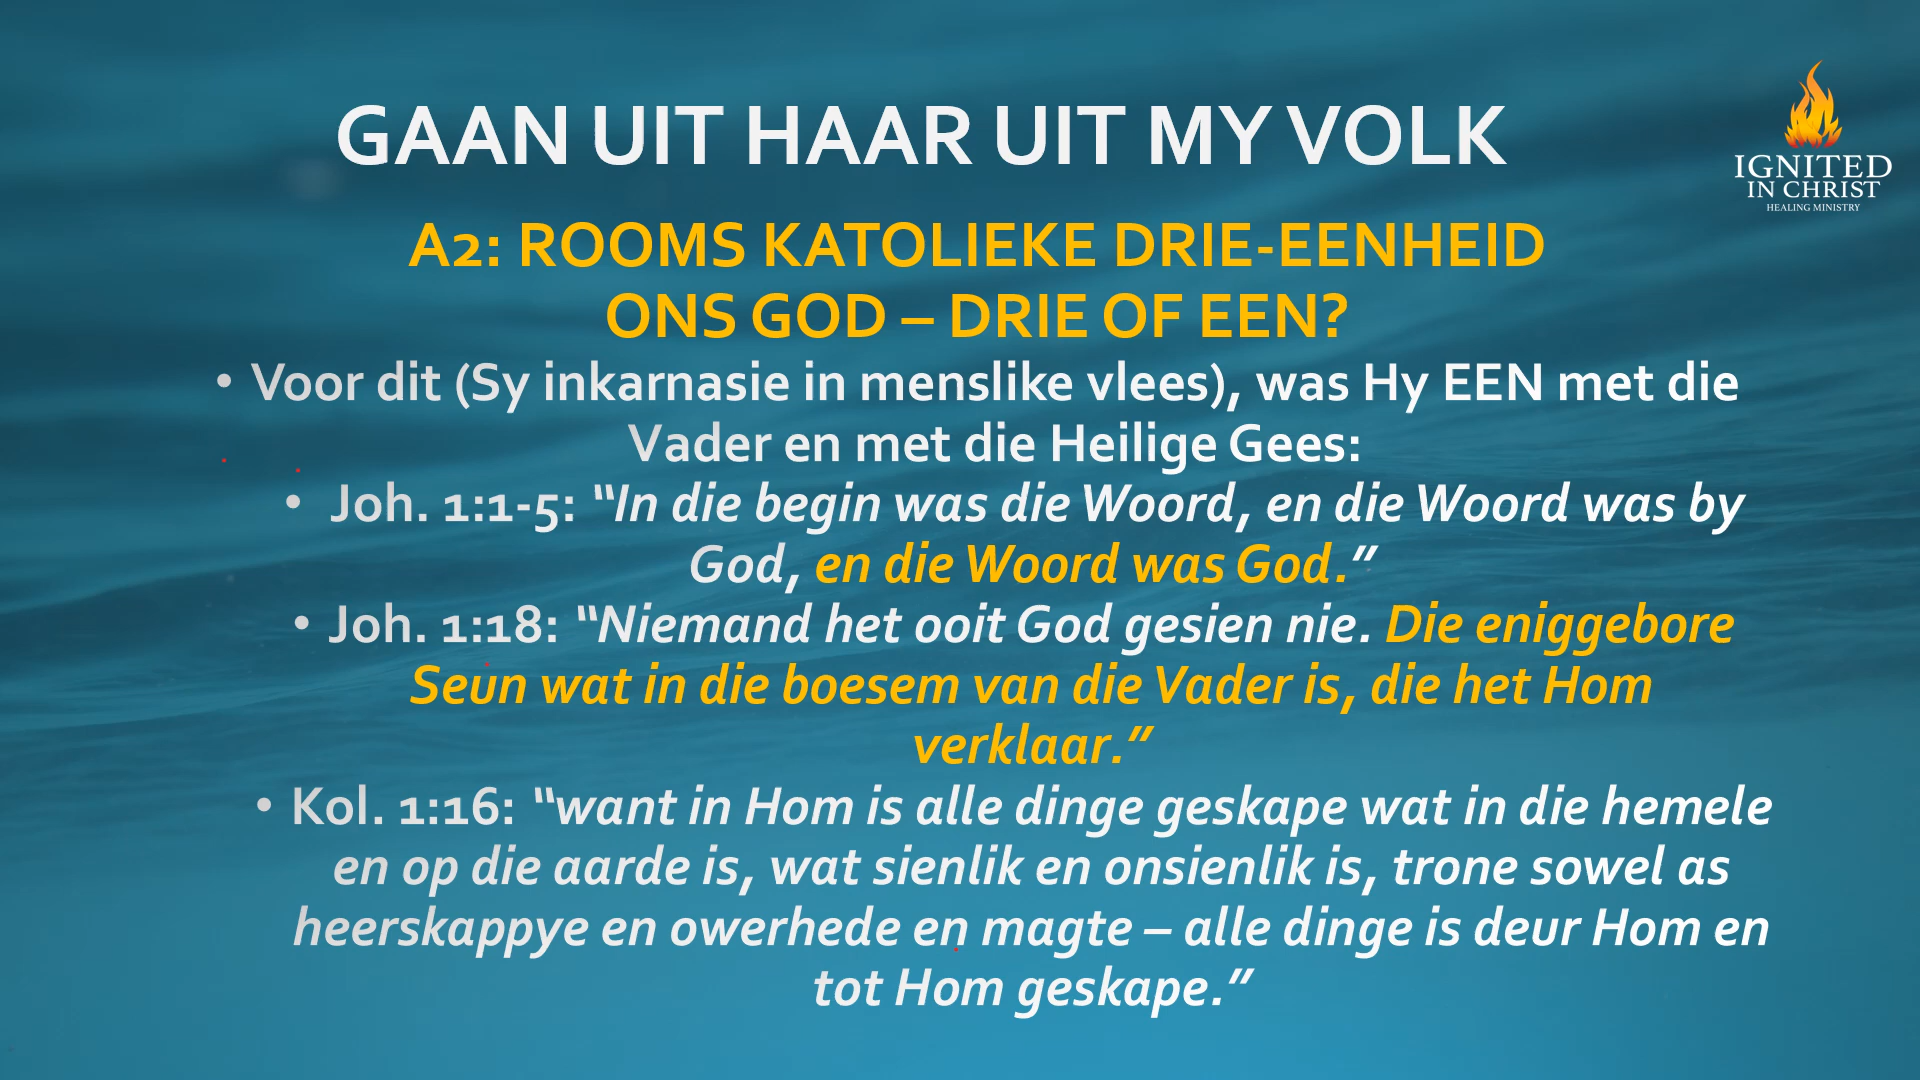 GAAN UIT HAAR UIT MY VOLK
IGNITED
IN CHRIST
HEALING MINISTRY
A2: ROOMS KATOLIEKE DRIE-EENHEID
ONS GOD – DRIE OF EEN?
• Voor dit (Sy inkarnasie in menslike vlees), was Hy EEN met die
Vader en met die Heilige Gees:
• Joh. 1:1-5: “In die begin was die Woord, en die Woord was by
God, en die Woord was God.”
• Joh. 1:18: “Niemand het ooit God gesien nie. Die eniggebore
Seun wat in die boesem van die Vader is, die het Hom
verklaar.”
• Kol. 1:16: “want in Hom is alle dinge geskape wat in die hemele
en op die aarde is, wat sienlik en onsienlik is, trone sowel as
heerskappye en owerhede en magte – alle dinge is deur Hom en
tot Hom geskape.”